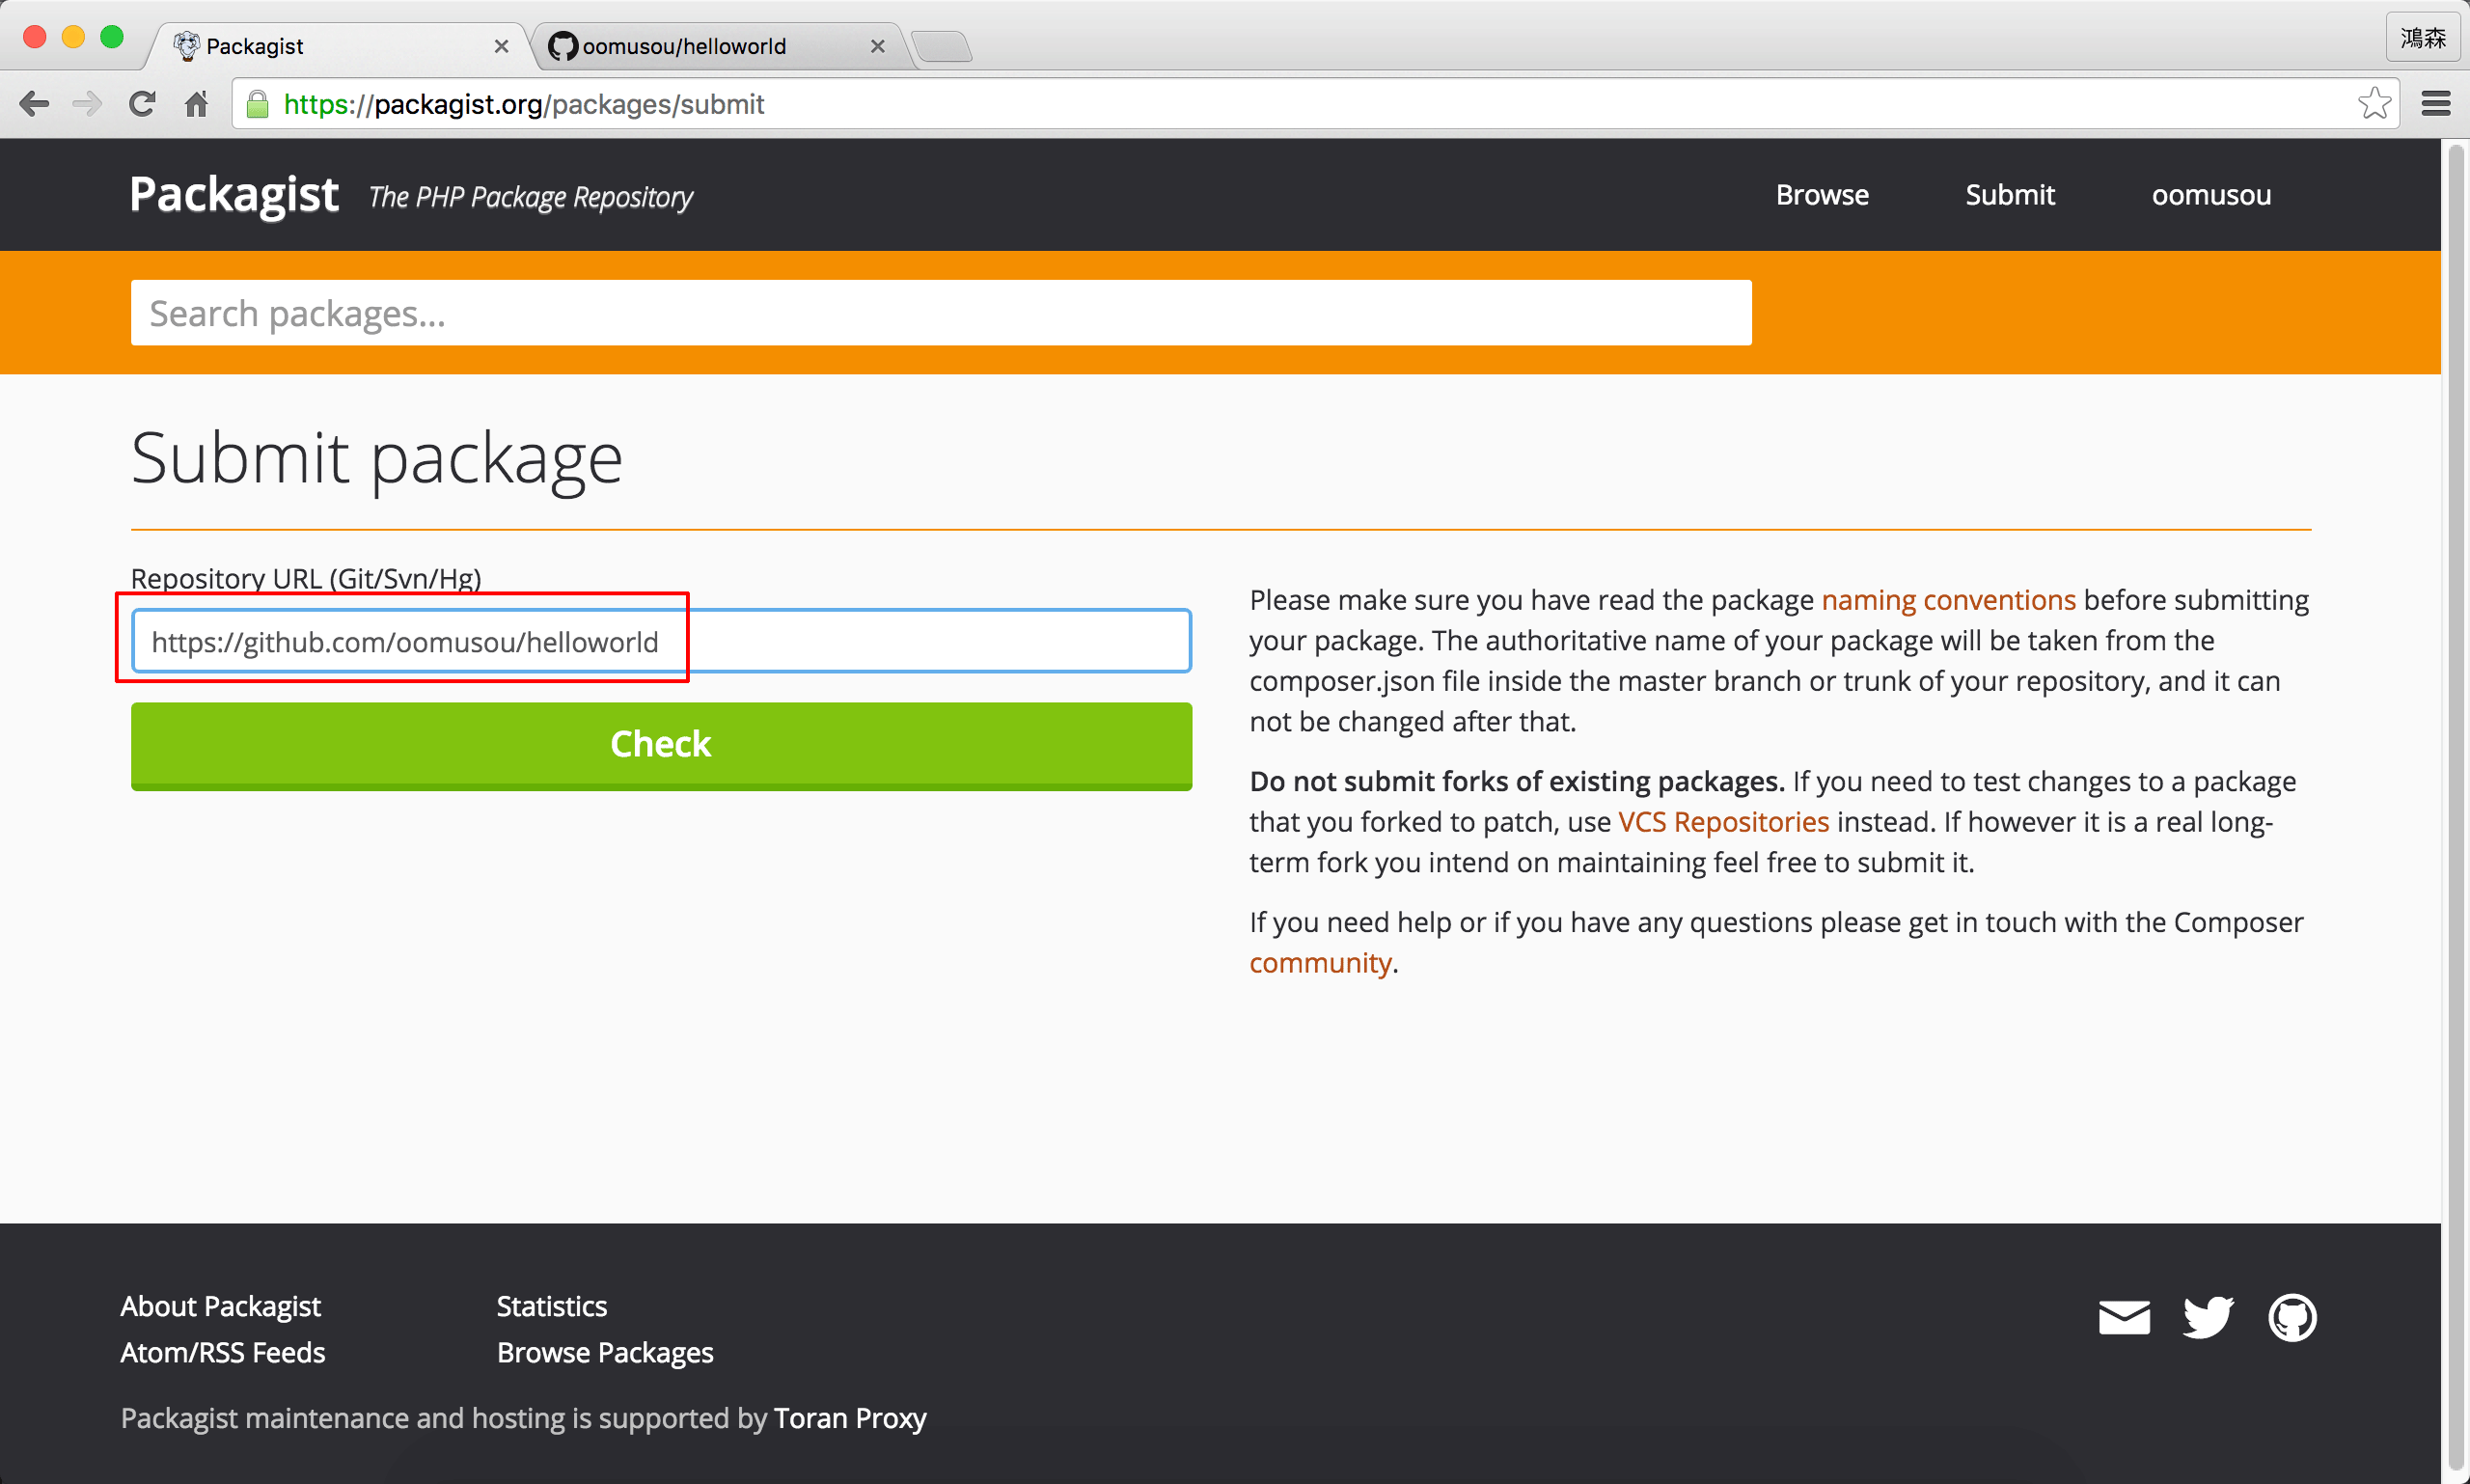 Packagist
oomusou/helloworld
鴻森
https://packagist.org/packages/submit
Packagist The PHP Package Repository
Browse
Submit
oomusou
Search packages...
Submit package
Repository URL (Git/Svn/Hg)
https://github.com/oomusou/helloworld
Check
Please make sure you have read the package naming conventions before submitting
your package. The authoritative name of your package will be taken from the
composer.json file inside the master branch or trunk of your repository, and it can
not be changed after that.
Do not submit forks of existing packages. If you need to test changes to a package
that you forked to patch, use VCS Repositories instead. If however it is a real long-
term fork you intend on maintaining feel free to submit it.
If you need help or if you have any questions please get in touch with the Composer
community.
About Packagist
Atom/RSS Feeds
Statistics
Browse Packages
Packagist maintenance and hosting is supported by Toran Proxy